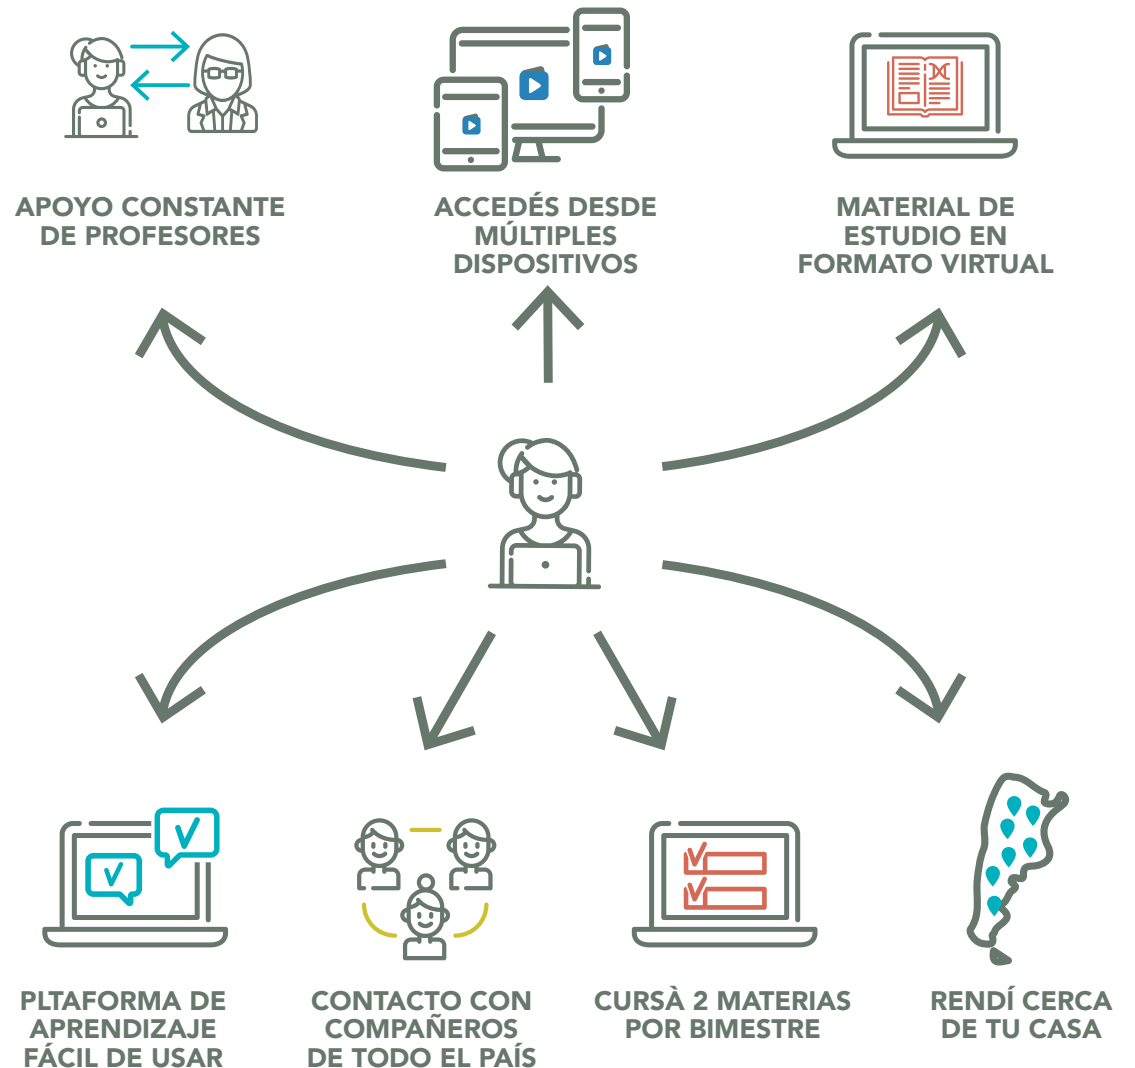 APOYO CONSTANTE
DE PROFESORES
ACCEDÉS DESDE
MÚLTIPLES
DISPOSITIVOS
MATERIAL DE
ESTUDIO EN
FORMATO VIRTUAL
PLTAFORMA DE
APRENDIZAJE
FÁCIL DE USAR
CONTACTO CON
COMPAÑEROS
DE TODO EL PAÍS
CURSÀ 2 MATERIAS
POR BIMESTRE
RENDÍ CERCA
DE TU CASA